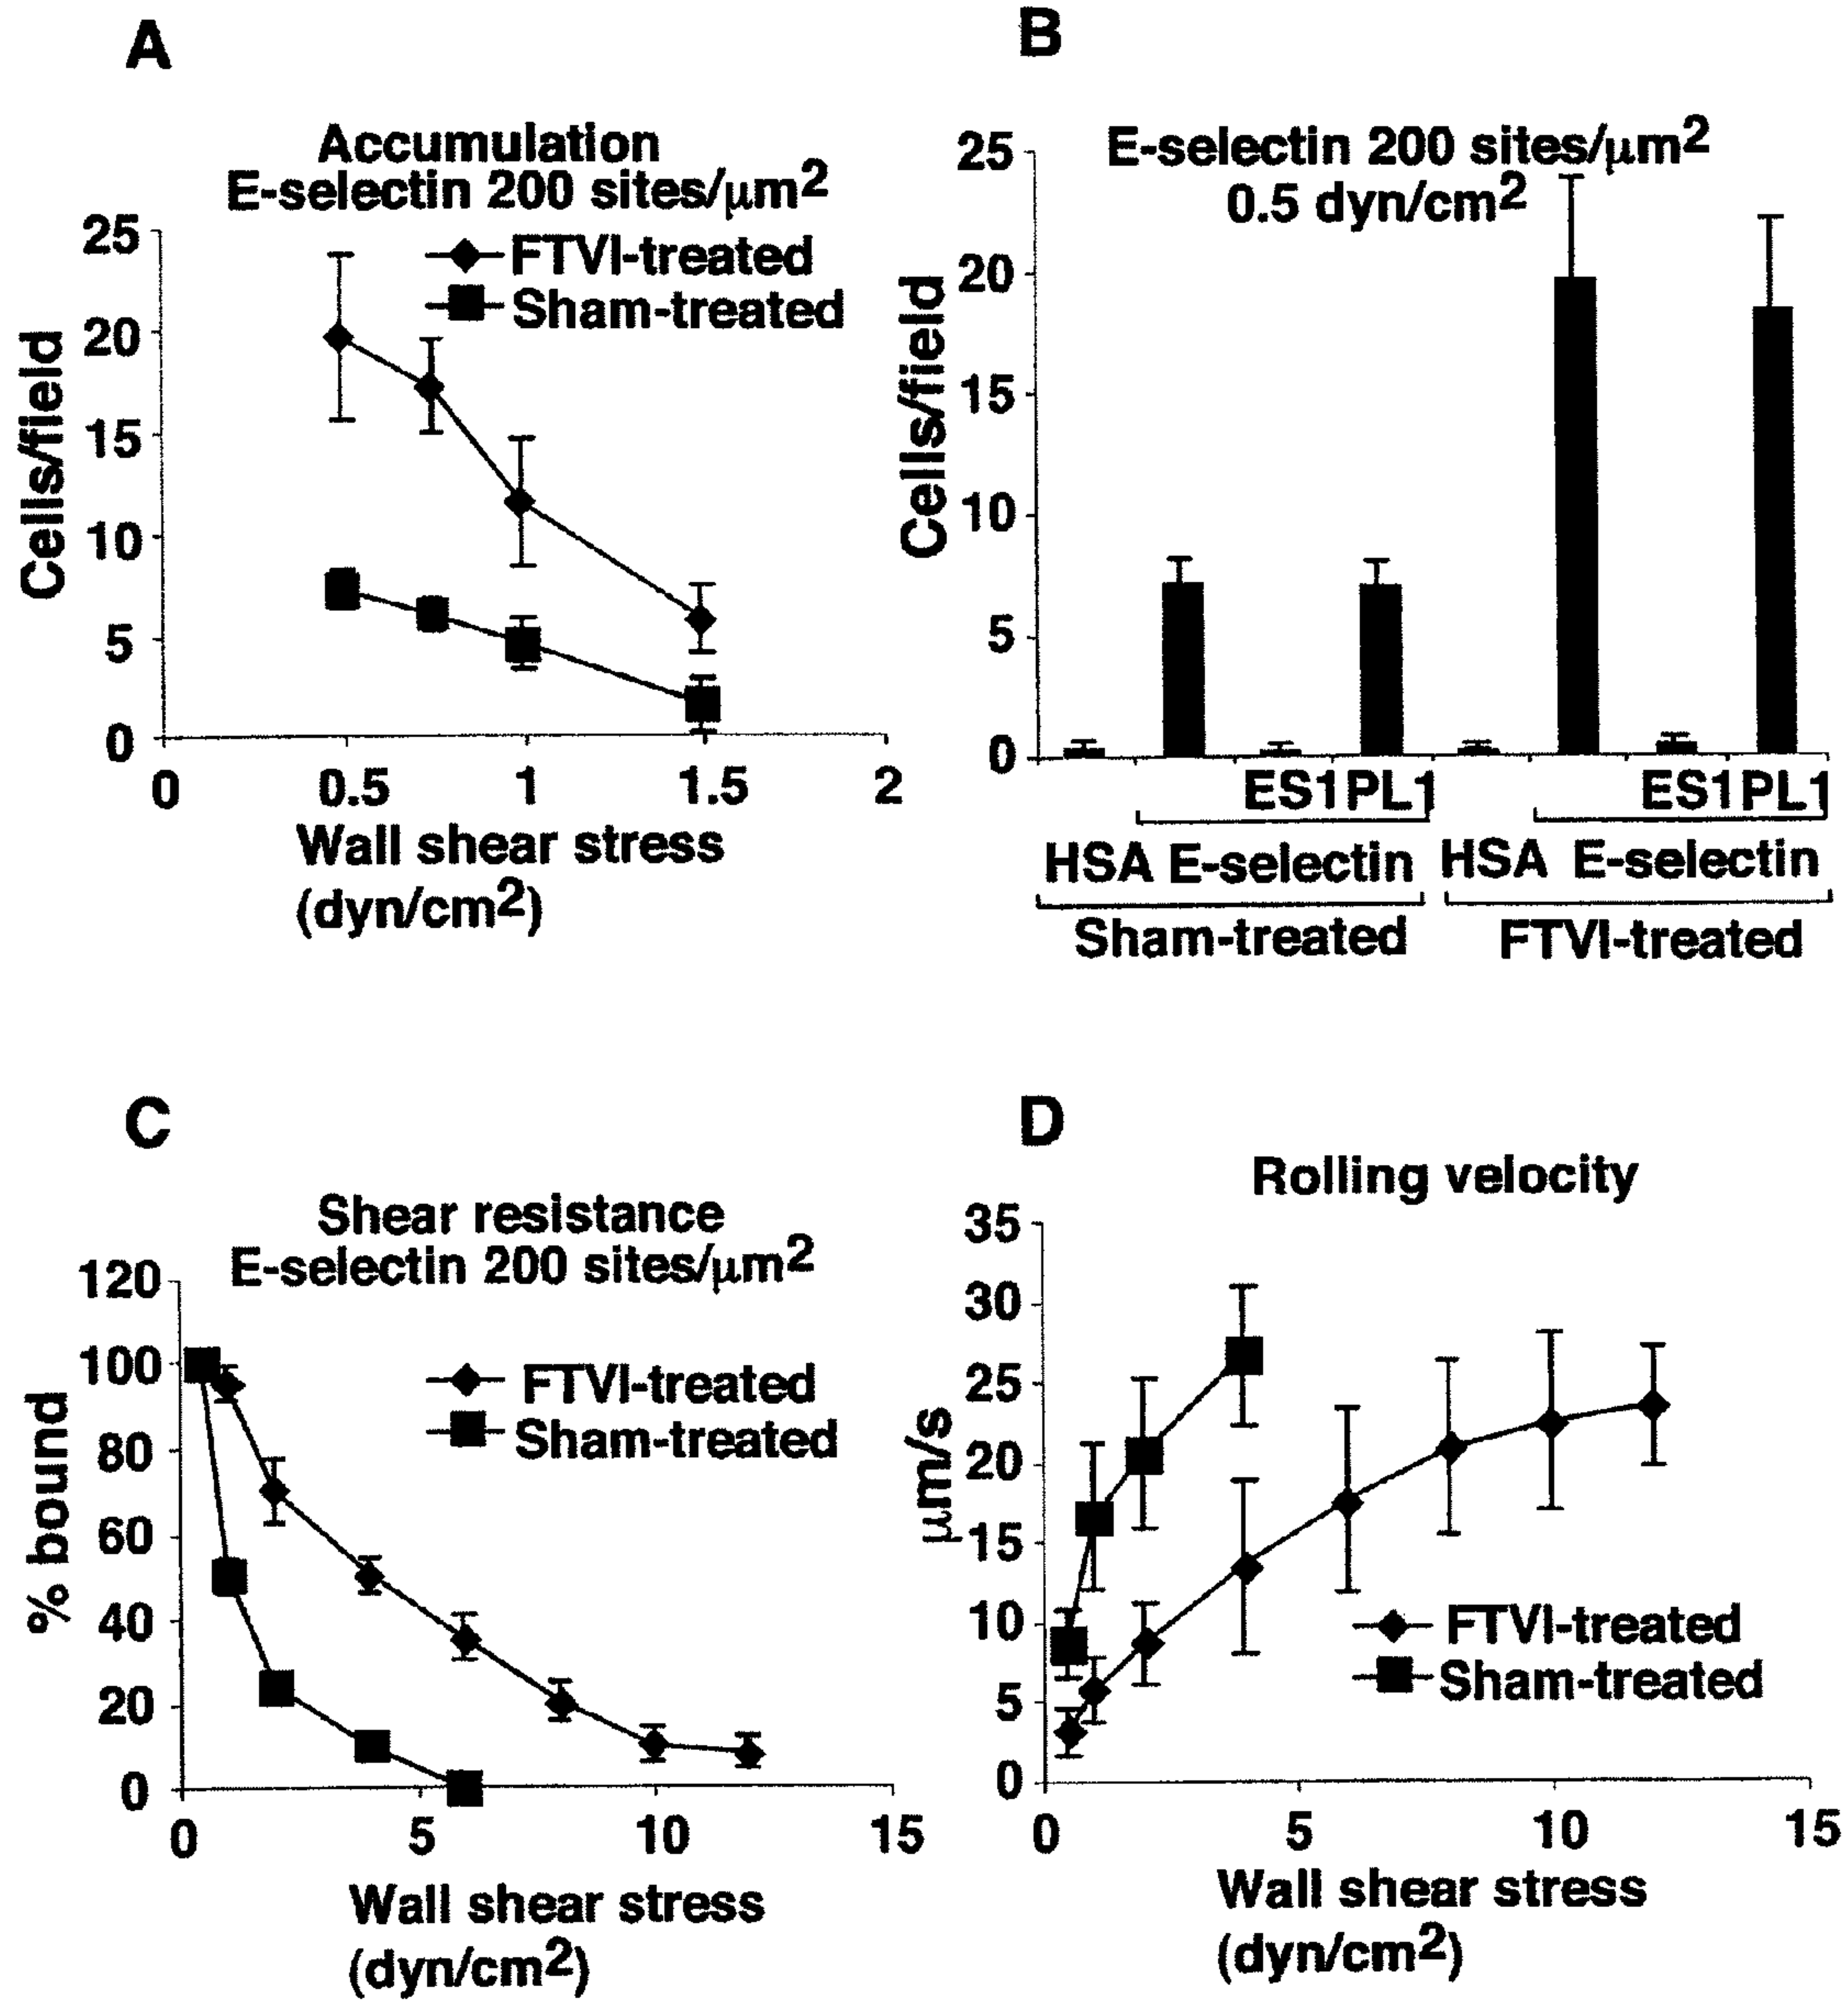 A
Accumulation
E-selectin 200 sites/μm2
25
20
15
10
5
0
Cells/field
FTVI-treated
Sham-treated
0 0.5 1 1.5 2
Wall shear stress
(dyn/cm2)
B
E-selectin 200 sites/μm2
0.5 dyn/cm2
25
20
15
10
5
0
Cells/field
ES1 PL1 ES1 PL1
HSA E-selectin HSA E-selectin
Sham-treated FTVI-treated
C
Shear resistance
E-selectin 200 sites/μm2
120
100
80
60
40
20
0
% bound
FTVI-treated
Sham-treated
0 5 10 15
Wall shear stress
(dyn/cm2)
D
Rolling velocity
35
30
25
20
15
10
5
0
μm/s
FTVI-treated
Sham-treated
0 5 10 15
Wall shear stress
(dyn/cm2)